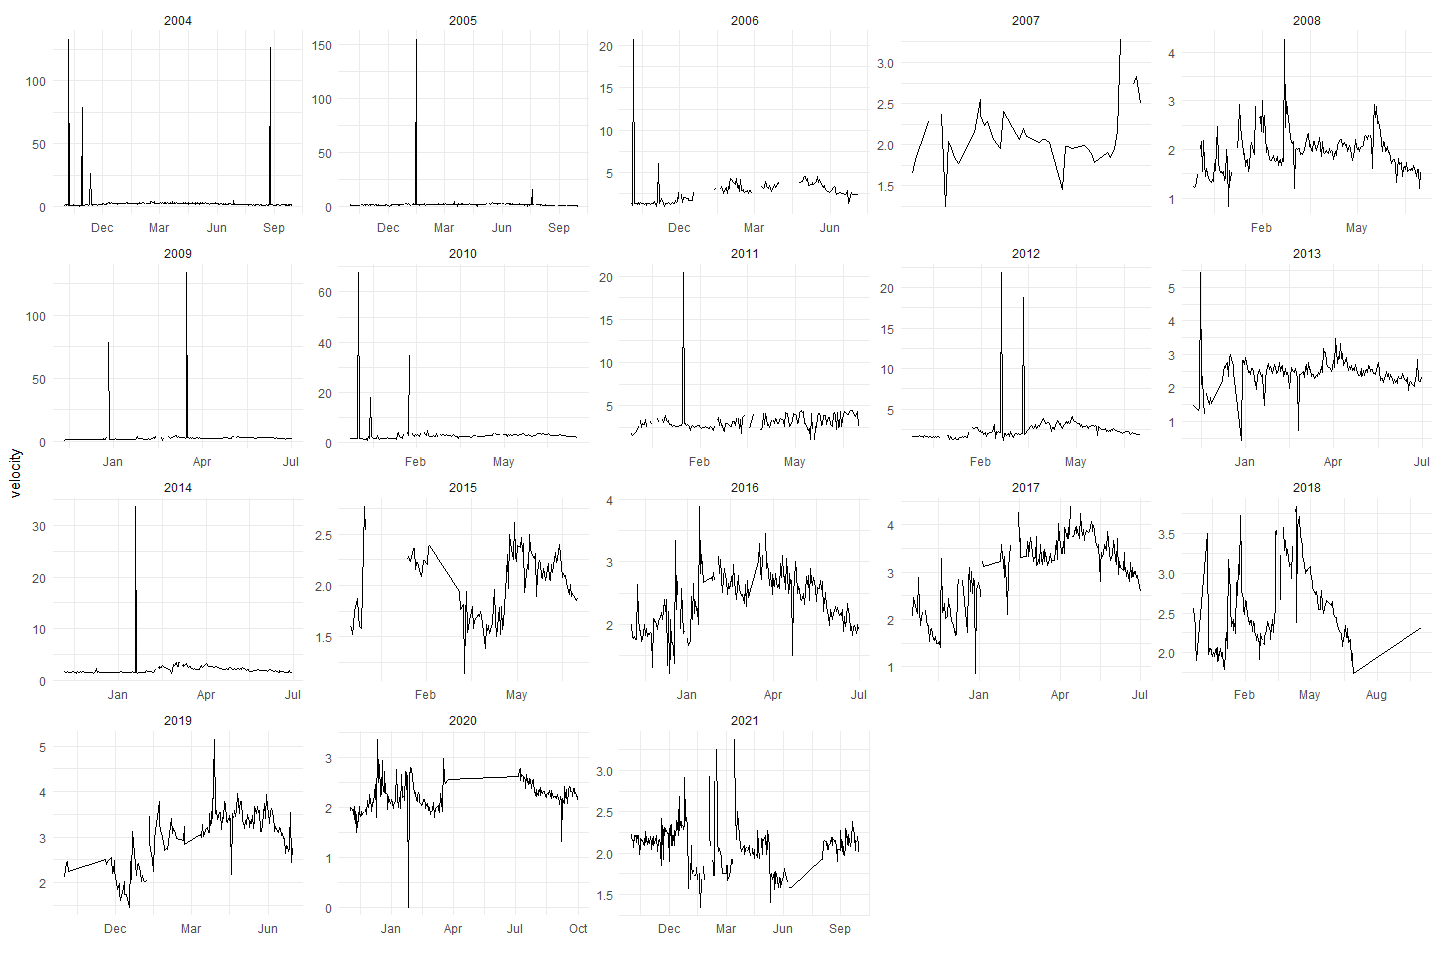 2004 2005 2006 2007 2008
150
100 50 0
100 50 0
20 15 10 5
3.0 2.5 2.0 1.5
4 3 2 1
Dec Mar Jun Sep Dec Mar Jun Sep Dec Mar Jun Feb May
2009 2010 2011 2012 2013
100 50 0
60 40 20 0
20 15 10 5
20 15 10 5
5 4 3 2 1
Jan Apr Jul Feb May Feb May Feb May Jan Apr Jul
velocity
2014 2015 2016 2017 2018
30 20 10 0
2.5 2.0 1.5
4 3 2
4 3 2 1
3.5 3.0 2.5 2.0
Jan Apr Jul Feb May Jan Apr Jul Jan Apr Jul Feb May Aug
2019 2020 2021
5 4 3 2
3 2 1 0
3.0 2.5 2.0 1.5
Dec Mar Jun Jan Apr Jul Oct Dec Mar Jun Sep